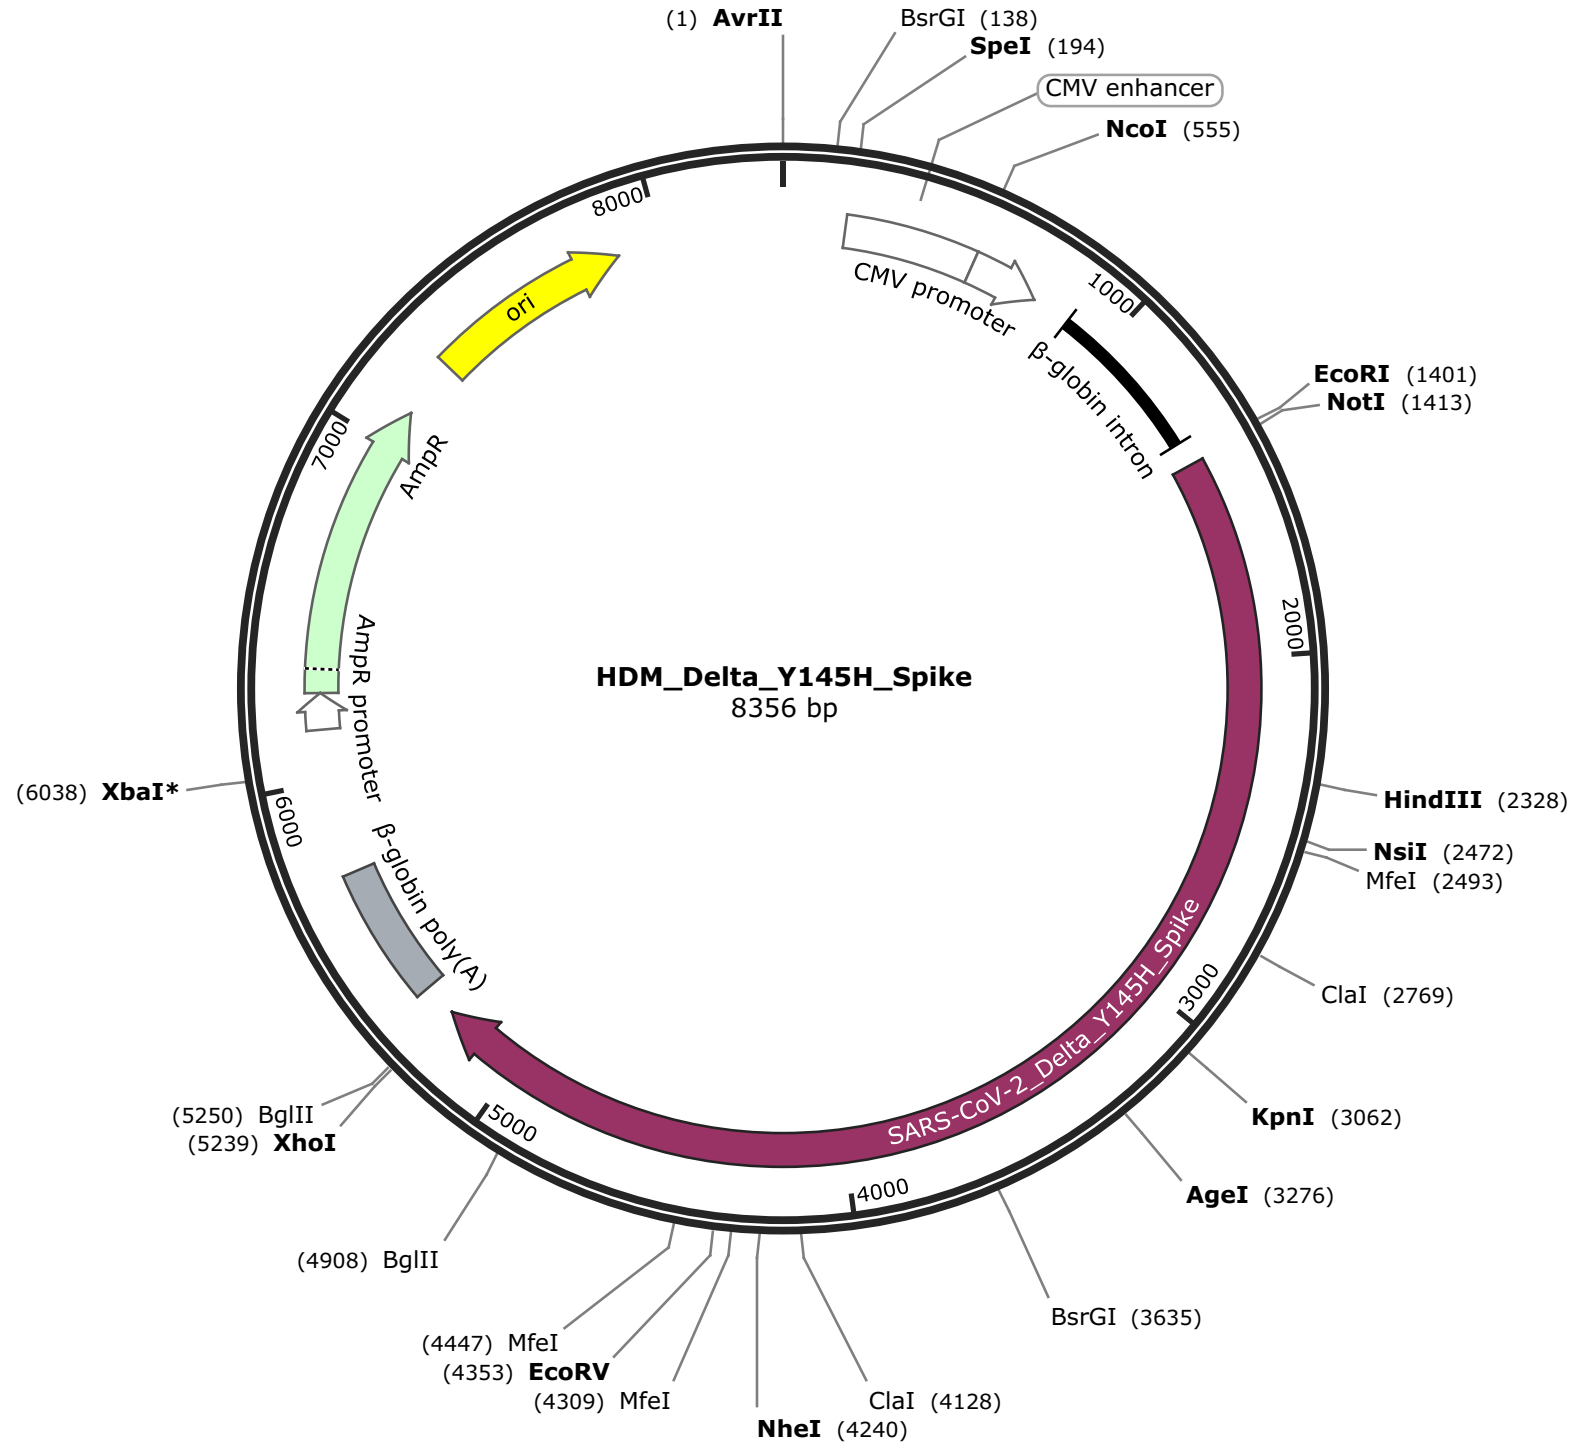 (1) AvrII
BsrGI (138)
SpeI (194)
CMV enhancer
NcoI (555)
8000
ori
CMV promoter
1000
β-globin intron
EcoRI (1401)
NotI (1413)
7000
AmpR
2000
AmpR promoter
HDM_Delta_Y145H_Spike
8356 bp
(6038) XbaI*
6000
HindIII (2328)
NsiI (2472)
MfeI (2493)
β-globin poly(A)
SARS-CoV-2_Delta_Y145H_Spike
3000
ClaI (2769)
(5250) BglII
(5239) XhoI
5000
KpnI (3062)
4000
AgeI (3276)
(4908) BglII
BsrGI (3635)
(4447) MfeI
(4353) EcoRV
(4309) MfeI
ClaI (4128)
NheI (4240)